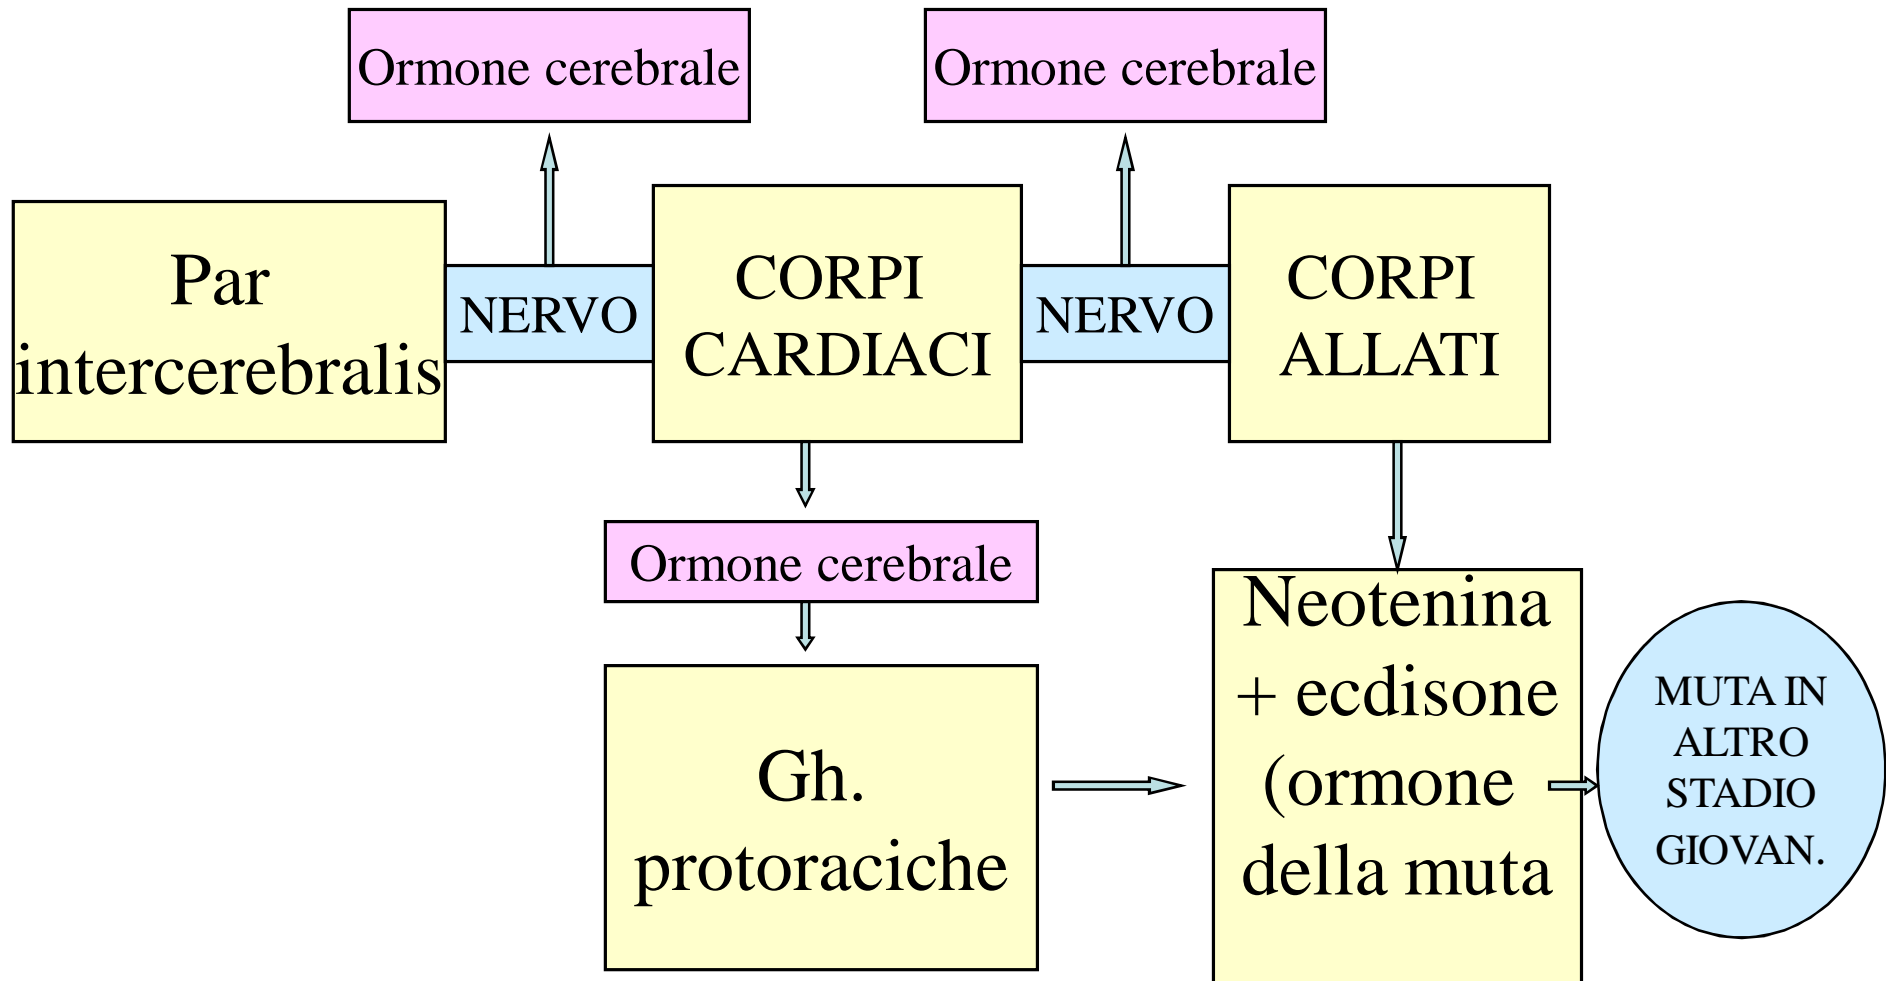 Ormone cerebrale
Ormone cerebrale
Par
intercerebralis
NERVO
CORPI
CARDIACI
NERVO
CORPI
ALLATI
Ormone cerebrale
Gh.
protoraciche
Neotenina
+ ecdisone
(ormone
della muta
MUTA IN
ALTRO
STADIO
GIOVAN.